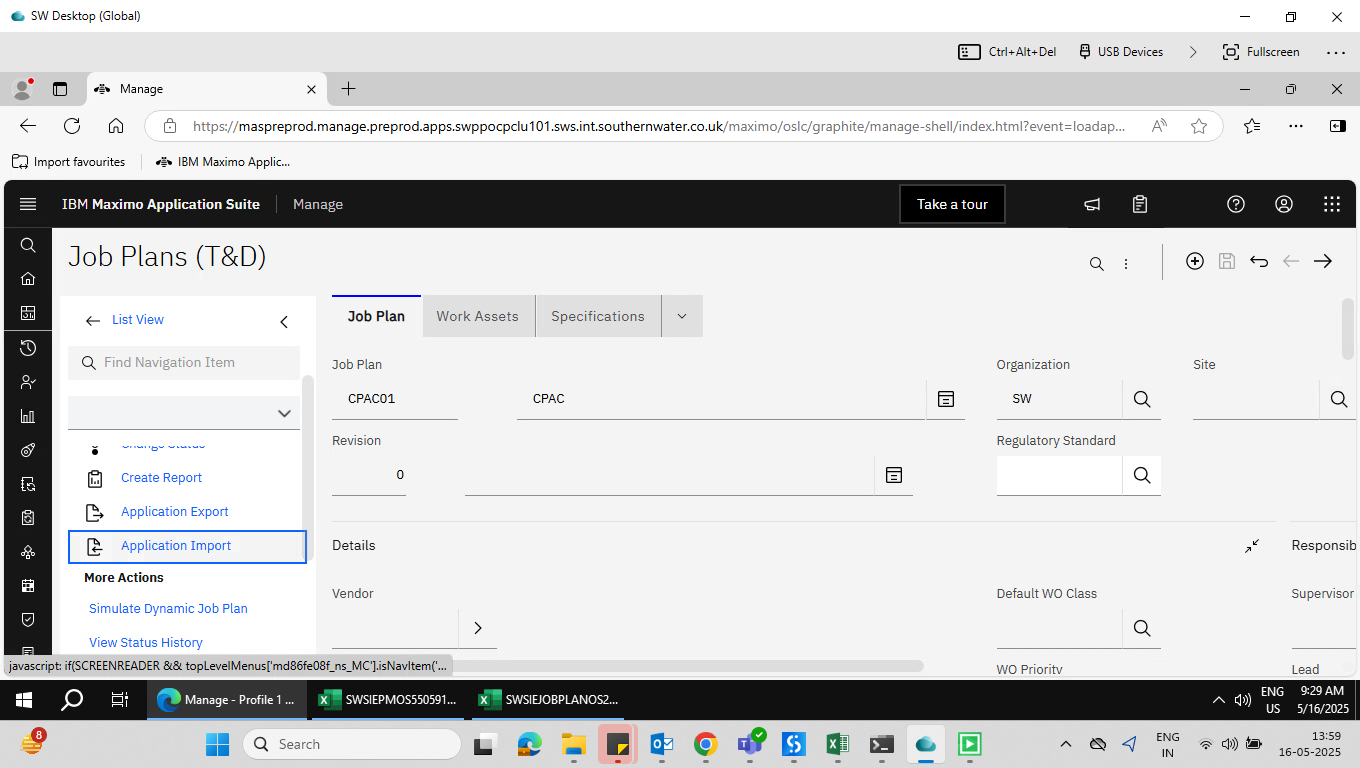 SW Desktop (Global)
Ctrl+Alt+Del
USB Devices
Fullscreen
Manage
https://maspreprod.manage.preprod.apps.swppocpclu101.sws.int.southernwater.co.uk/maximo/oslc/graphite/manage-shell/index.html?event=loadap...
Import favourites
IBM Maximo Applic...
IBM Maximo Application Suite
Manage
Take a tour
Job Plans (T&D)
List View
Find Navigation Item
Change Status
Create Report
Application Export
Application Import
More Actions
Simulate Dynamic Job Plan
View Status History
Job Plan
Work Assets
Specifications
Job Plan
Organization
Site
CPAC01
CPAC
SW
Revision
Regulatory Standard
0
Details
Responsib
Vendor
Default WO Class
Supervisor
WO Priority
Lead
javascript: if(SCREENREADER && topLevelMenus['md86fe08f_ns_MC'].isNavItem('...
Manage - Profile 1 ...
SWSIEPMOS550591...
SWSIEJOBPLANOS2...
ENG
US
9:29 AM
5/16/2025
8
Search
ENG
IN
13:59
16-05-2025